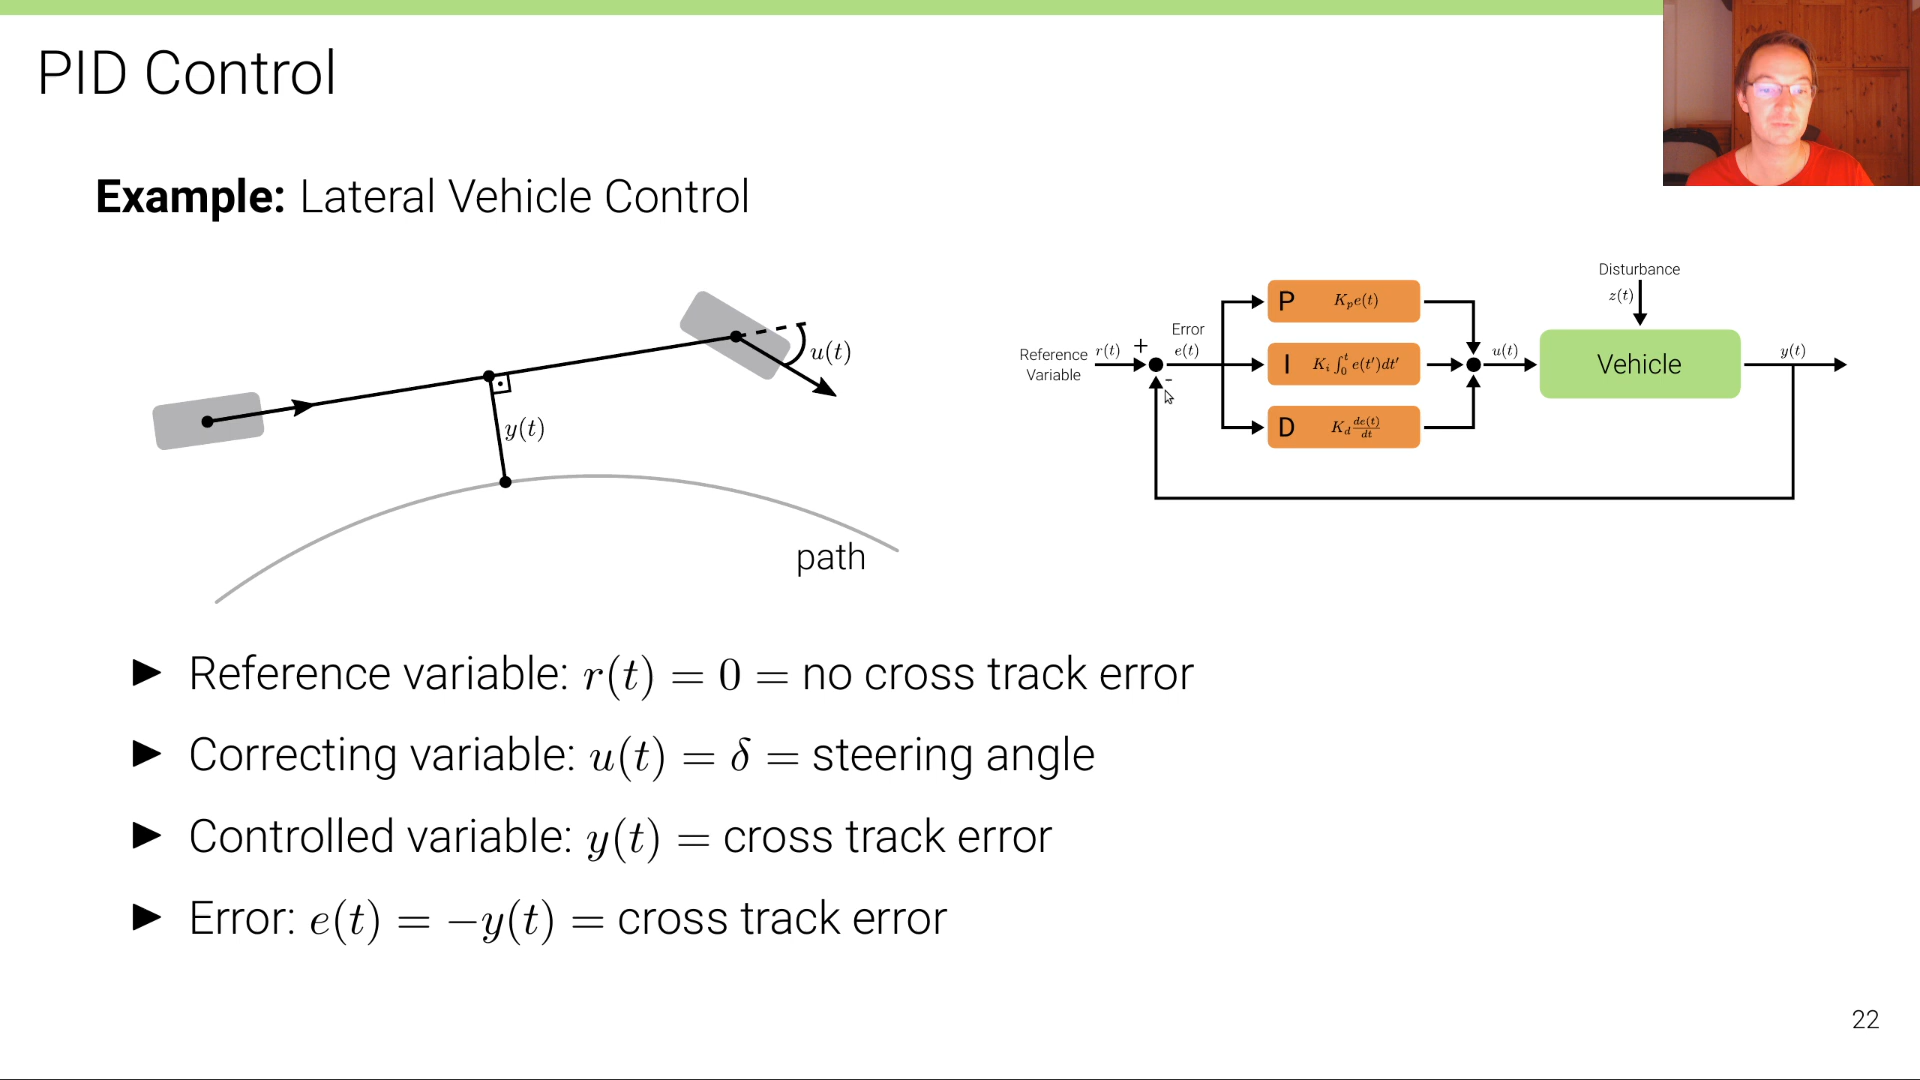 PID Control
Example: Lateral Vehicle Control
u(t)
y(t)
path
Disturbance
z(t)
P K_p e(t)
Error
e(t)
Reference
Variable
r(t)
+
-
I K_i ∫_0^t e(t′)dt′
u(t)
Vehicle
y(t)
D K_d de(t)/dt
► Reference variable: r(t) = 0 = no cross track error
► Correcting variable: u(t) = δ = steering angle
► Controlled variable: y(t) = cross track error
► Error: e(t) = −y(t) = cross track error
22